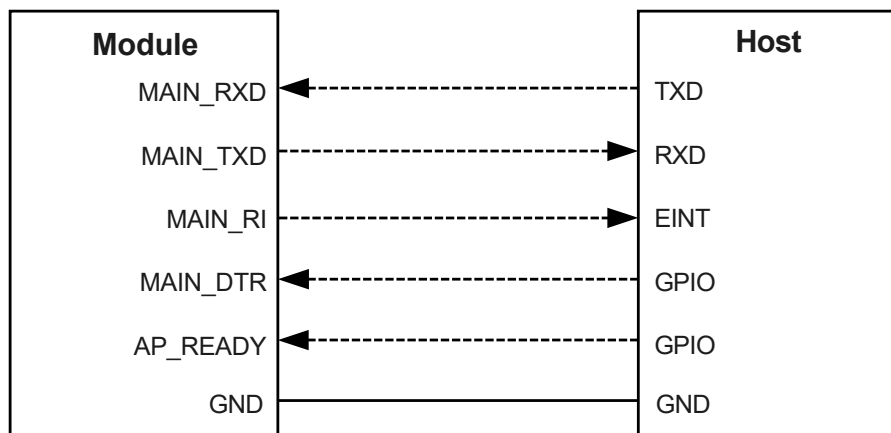 Module Host
MAIN_RXD TXD
MAIN_TXD RXD
MAIN_RI EINT
MAIN_DTR GPIO
AP_READY GPIO
GND GND